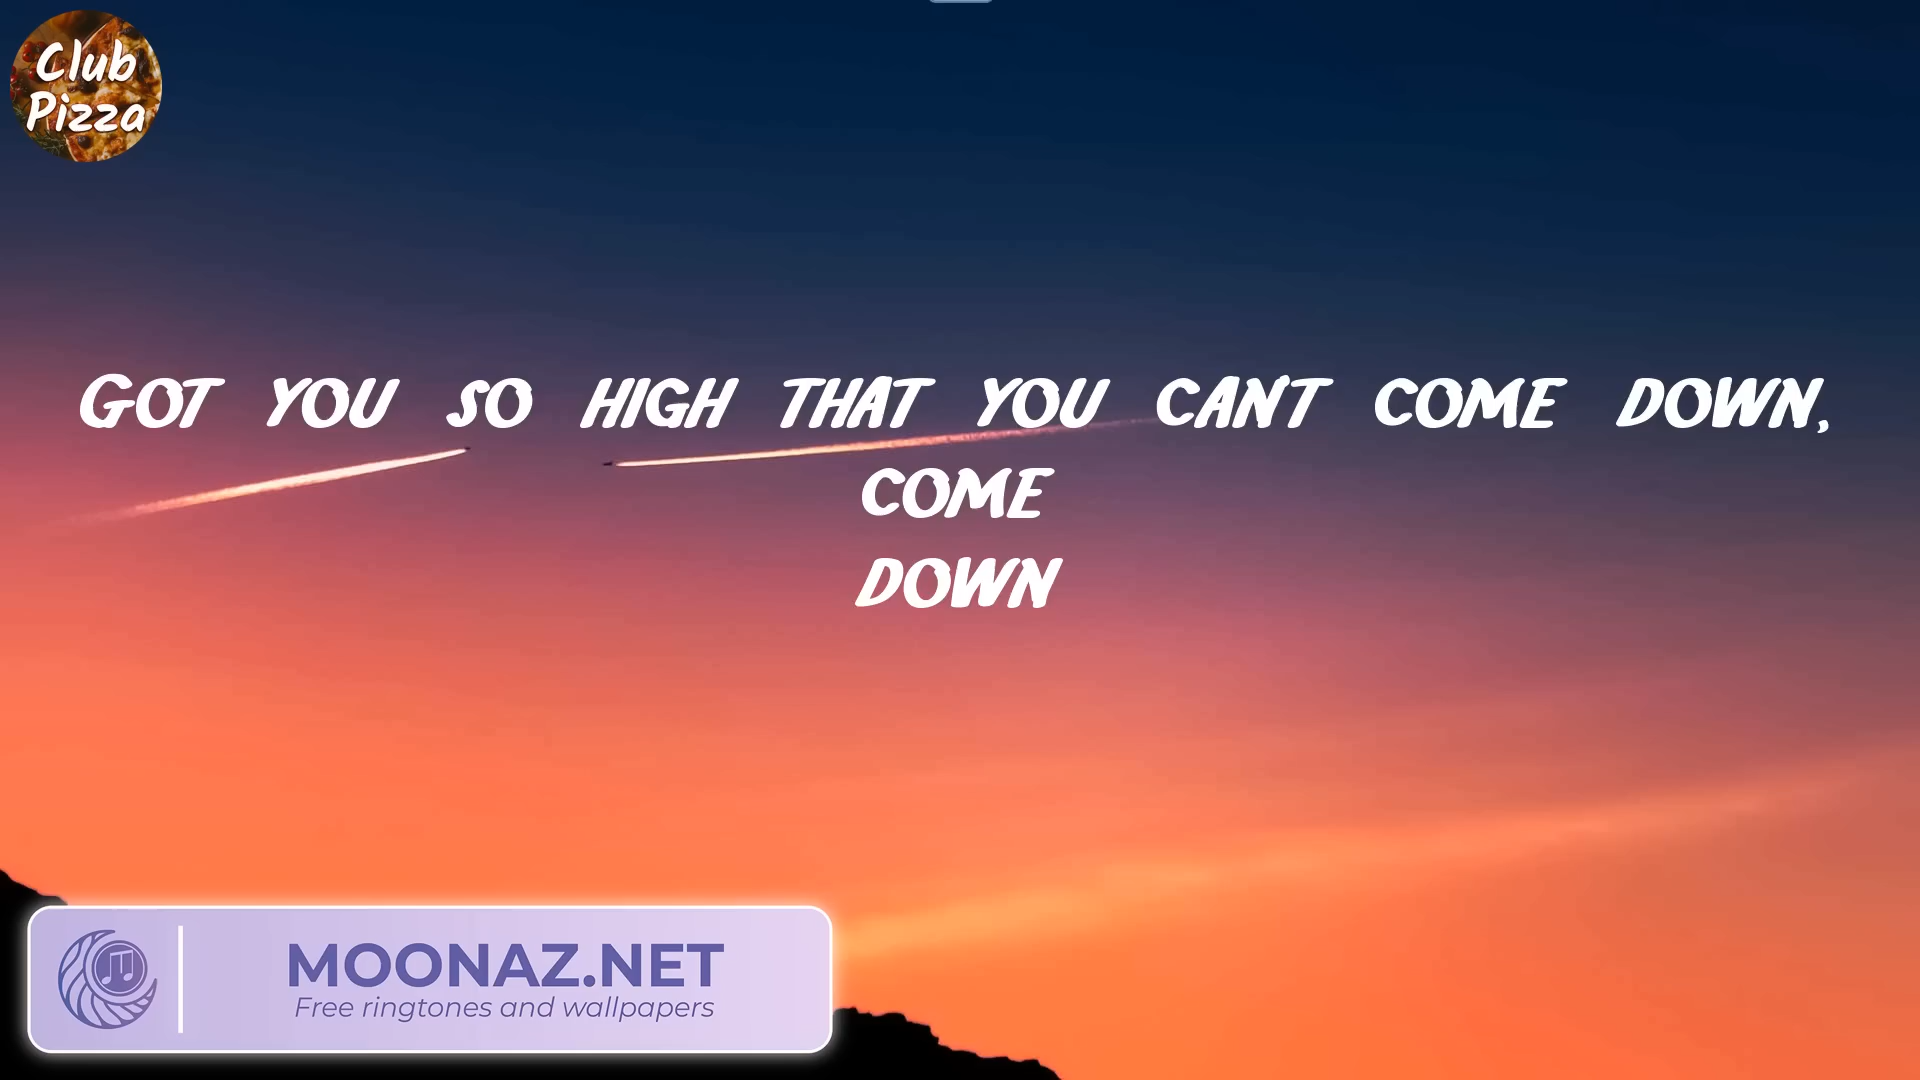 Club
Pizza
GOT YOU SO HIGH THAT YOU CANT COME DOWN,
COME
DOWN
MOONAZ.NET
Free ringtones and wallpapers